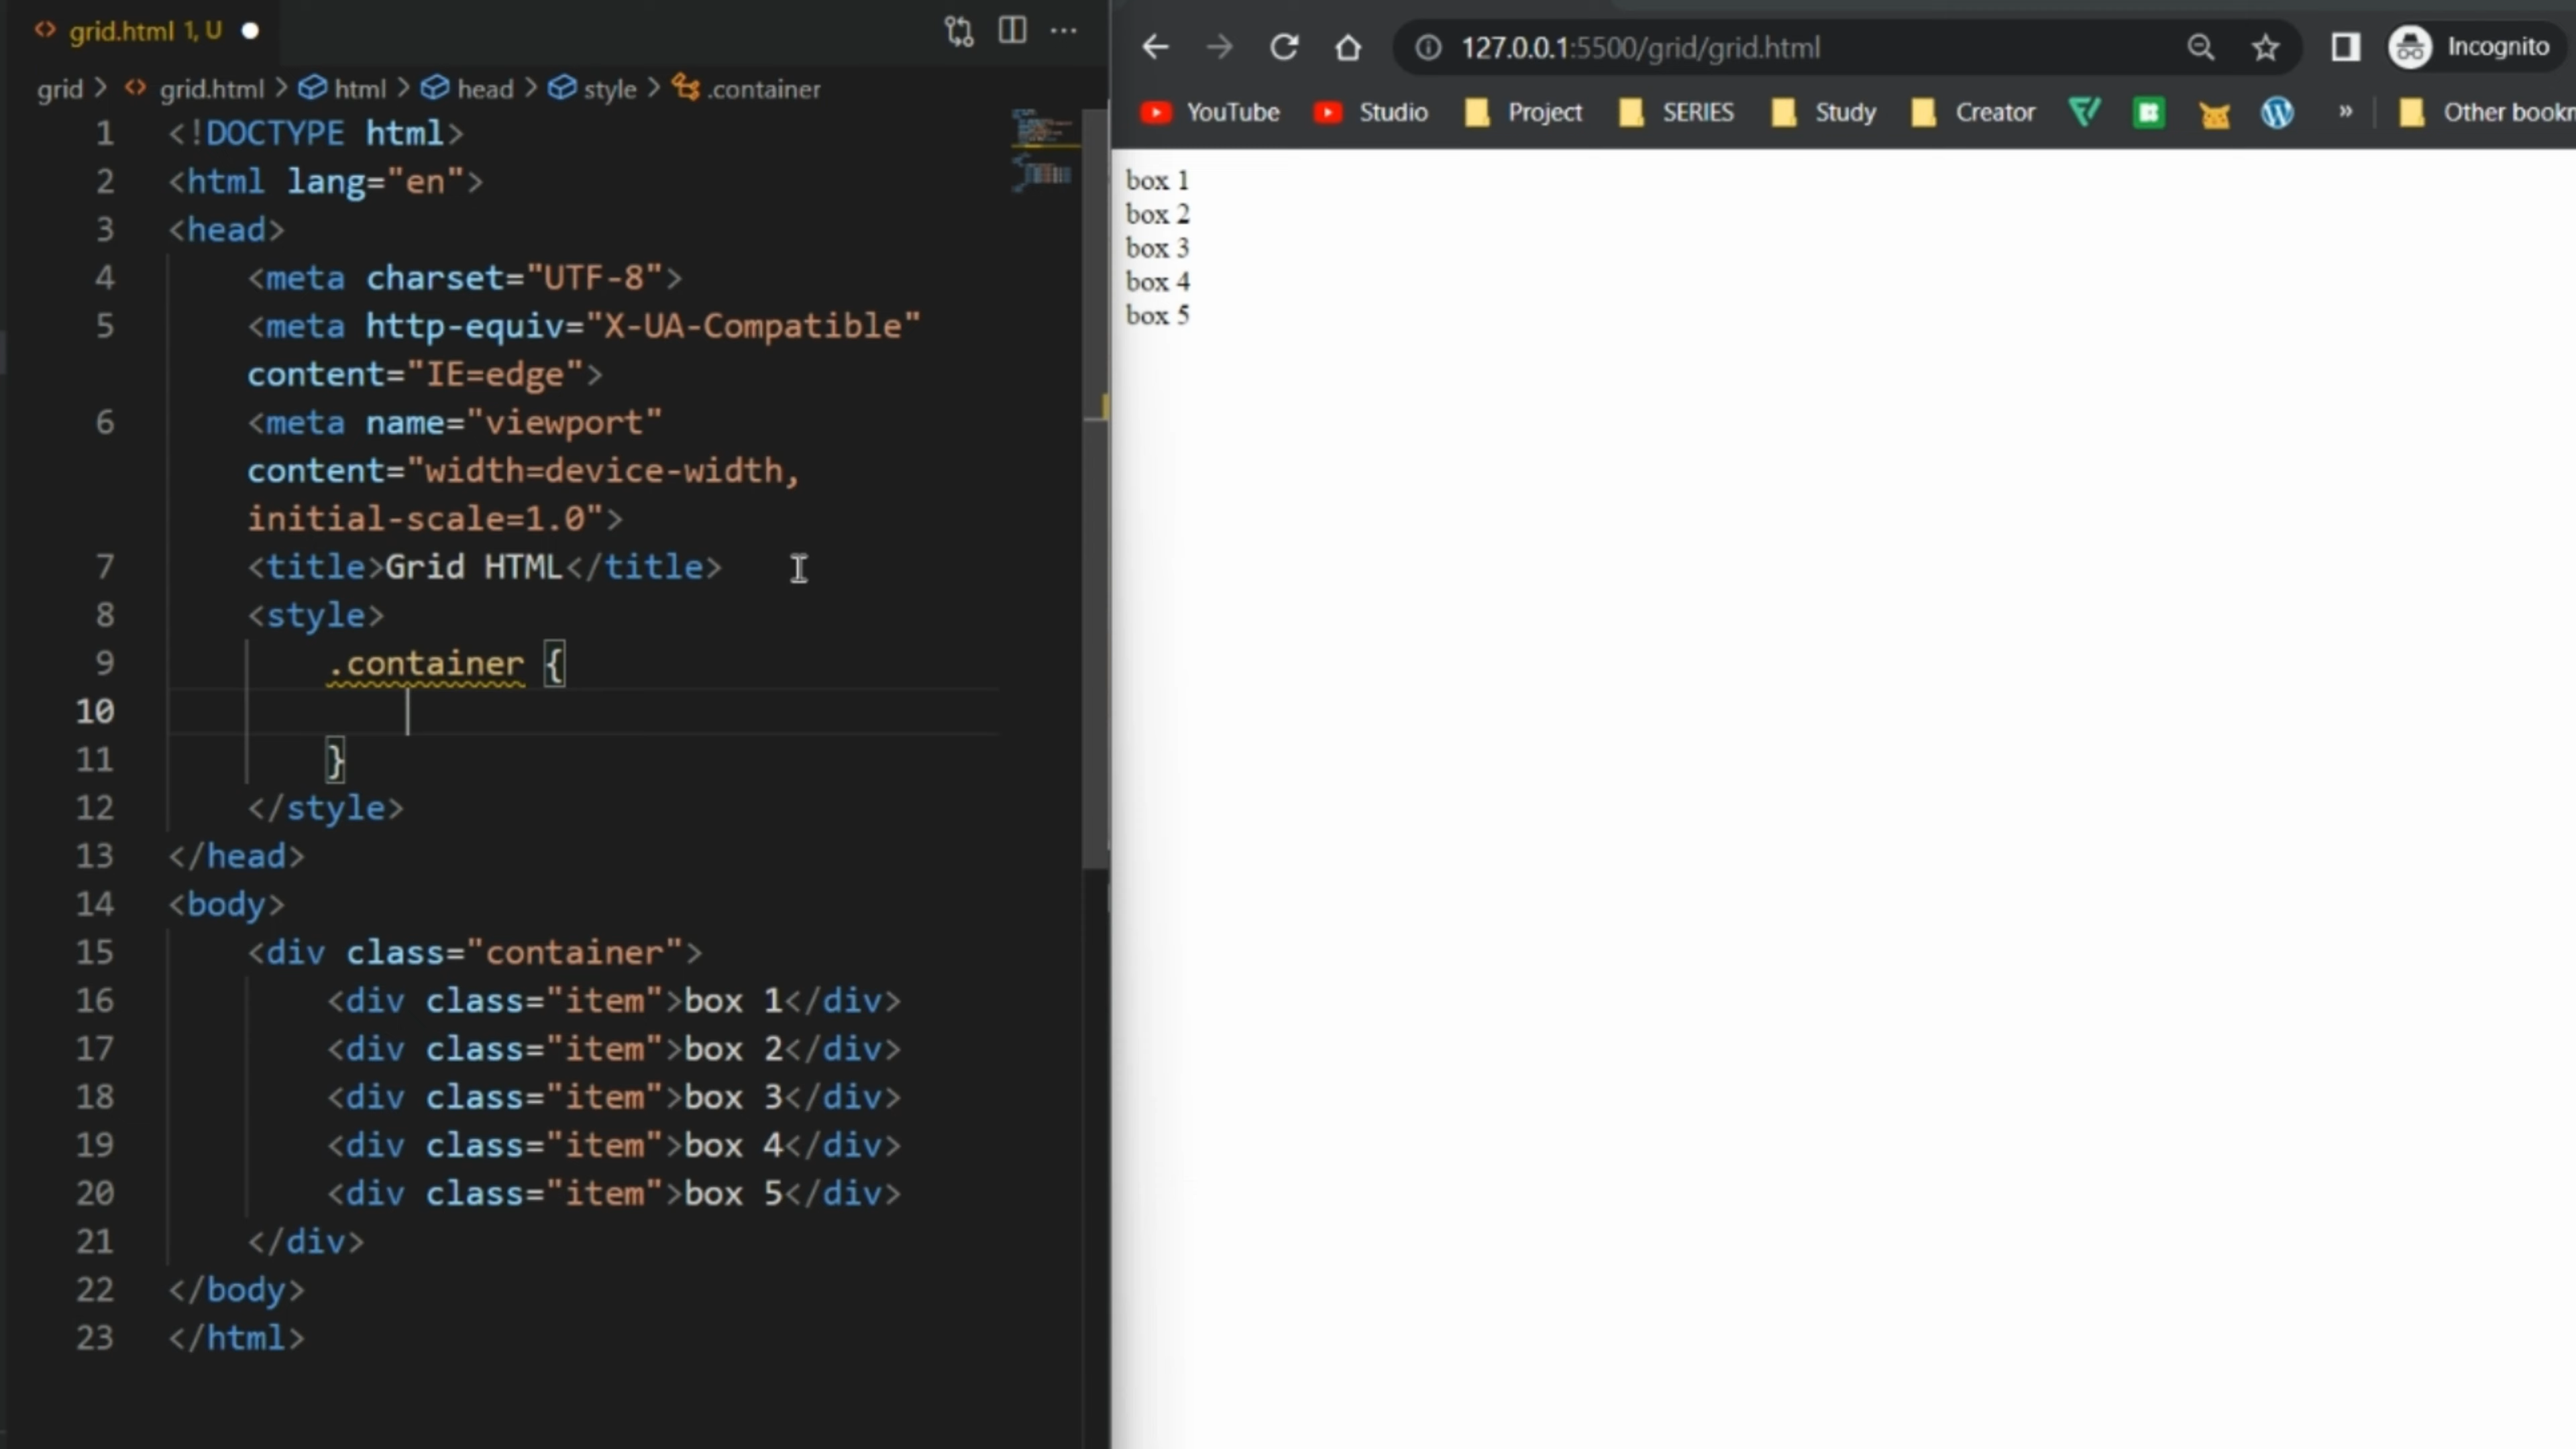 grid.html 1, U
grid > grid.html > html > head > style > .container
1 <!DOCTYPE html>
2 <html lang="en">
3 <head>
4 <meta charset="UTF-8">
5 <meta http-equiv="X-UA-Compatible"
content="IE=edge">
6 <meta name="viewport"
content="width=device-width,
initial-scale=1.0">
7 <title>Grid HTML</title>
8 <style>
9 .container {
10
11 }
12 </style>
13 </head>
14 <body>
15 <div class="container">
16 <div class="item">box 1</div>
17 <div class="item">box 2</div>
18 <div class="item">box 3</div>
19 <div class="item">box 4</div>
20 <div class="item">box 5</div>
21 </div>
22 </body>
23 </html>
127.0.0.1:5500/grid/grid.html
Incognito
YouTube Studio Project SERIES Study Creator » Other bookn
box 1
box 2
box 3
box 4
box 5